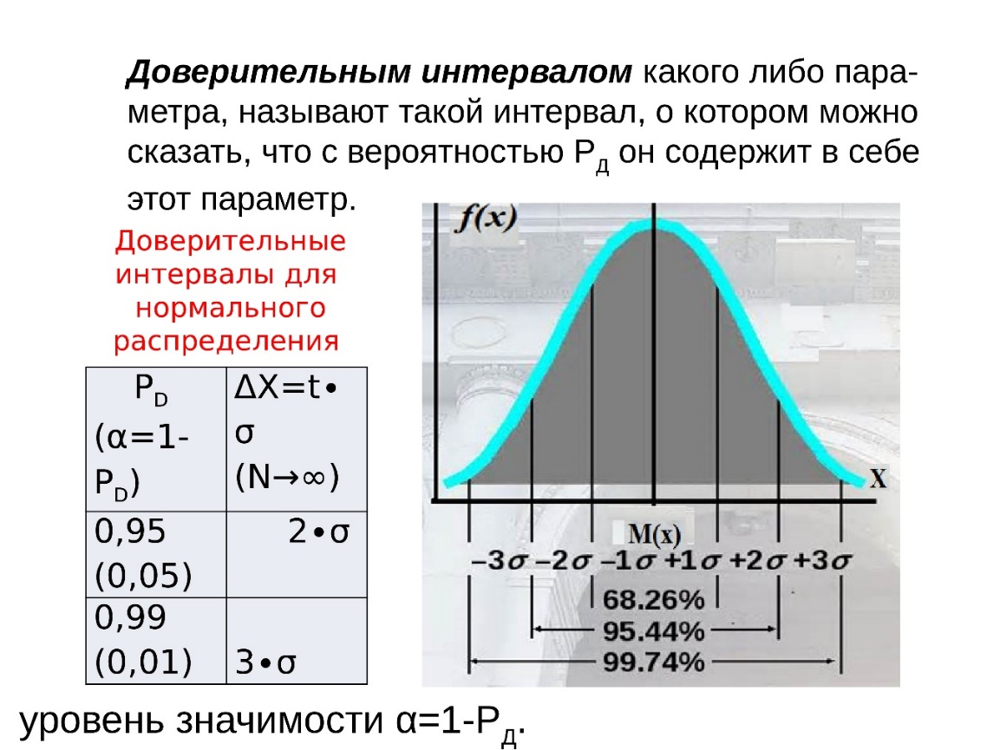 Доверительным интервалом какого либо пара-
метра, называют такой интервал, о котором можно
сказать, что с вероятностью Pд он содержит в себе
этот параметр.
Доверительные
интервалы для
нормального
распределения
PD
(α=1-
PD)
ΔX=t•
σ
(N→∞)
0,95
(0,05)
2•σ
0,99
(0,01)
3•σ
f(x)
X
M(x)
–3σ –2σ –1σ +1σ +2σ +3σ
68.26%
95.44%
99.74%
уровень значимости α=1-Pд.